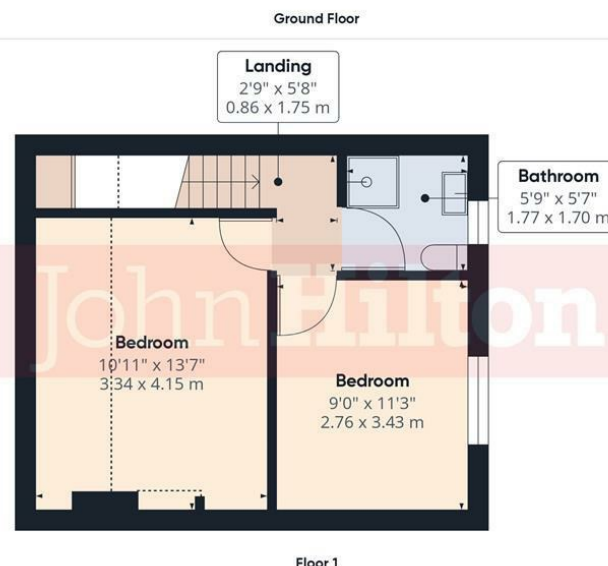 Ground Floor
Landing
2'9" x 5'8"
0.86 x 1.75 m
Bathroom
5'9" x 5'7"
1.77 x 1.70 m
John Hilton
Bedroom
10'11" x 13'7"
3.34 x 4.15 m
Bedroom
9'0" x 11'3"
2.76 x 3.43 m
Floor 1